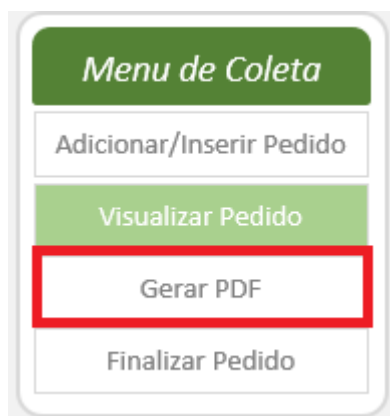 Menu de Coleta
Adicionar/Inserir Pedido
Visualizar Pedido
Gerar PDF
Finalizar Pedido